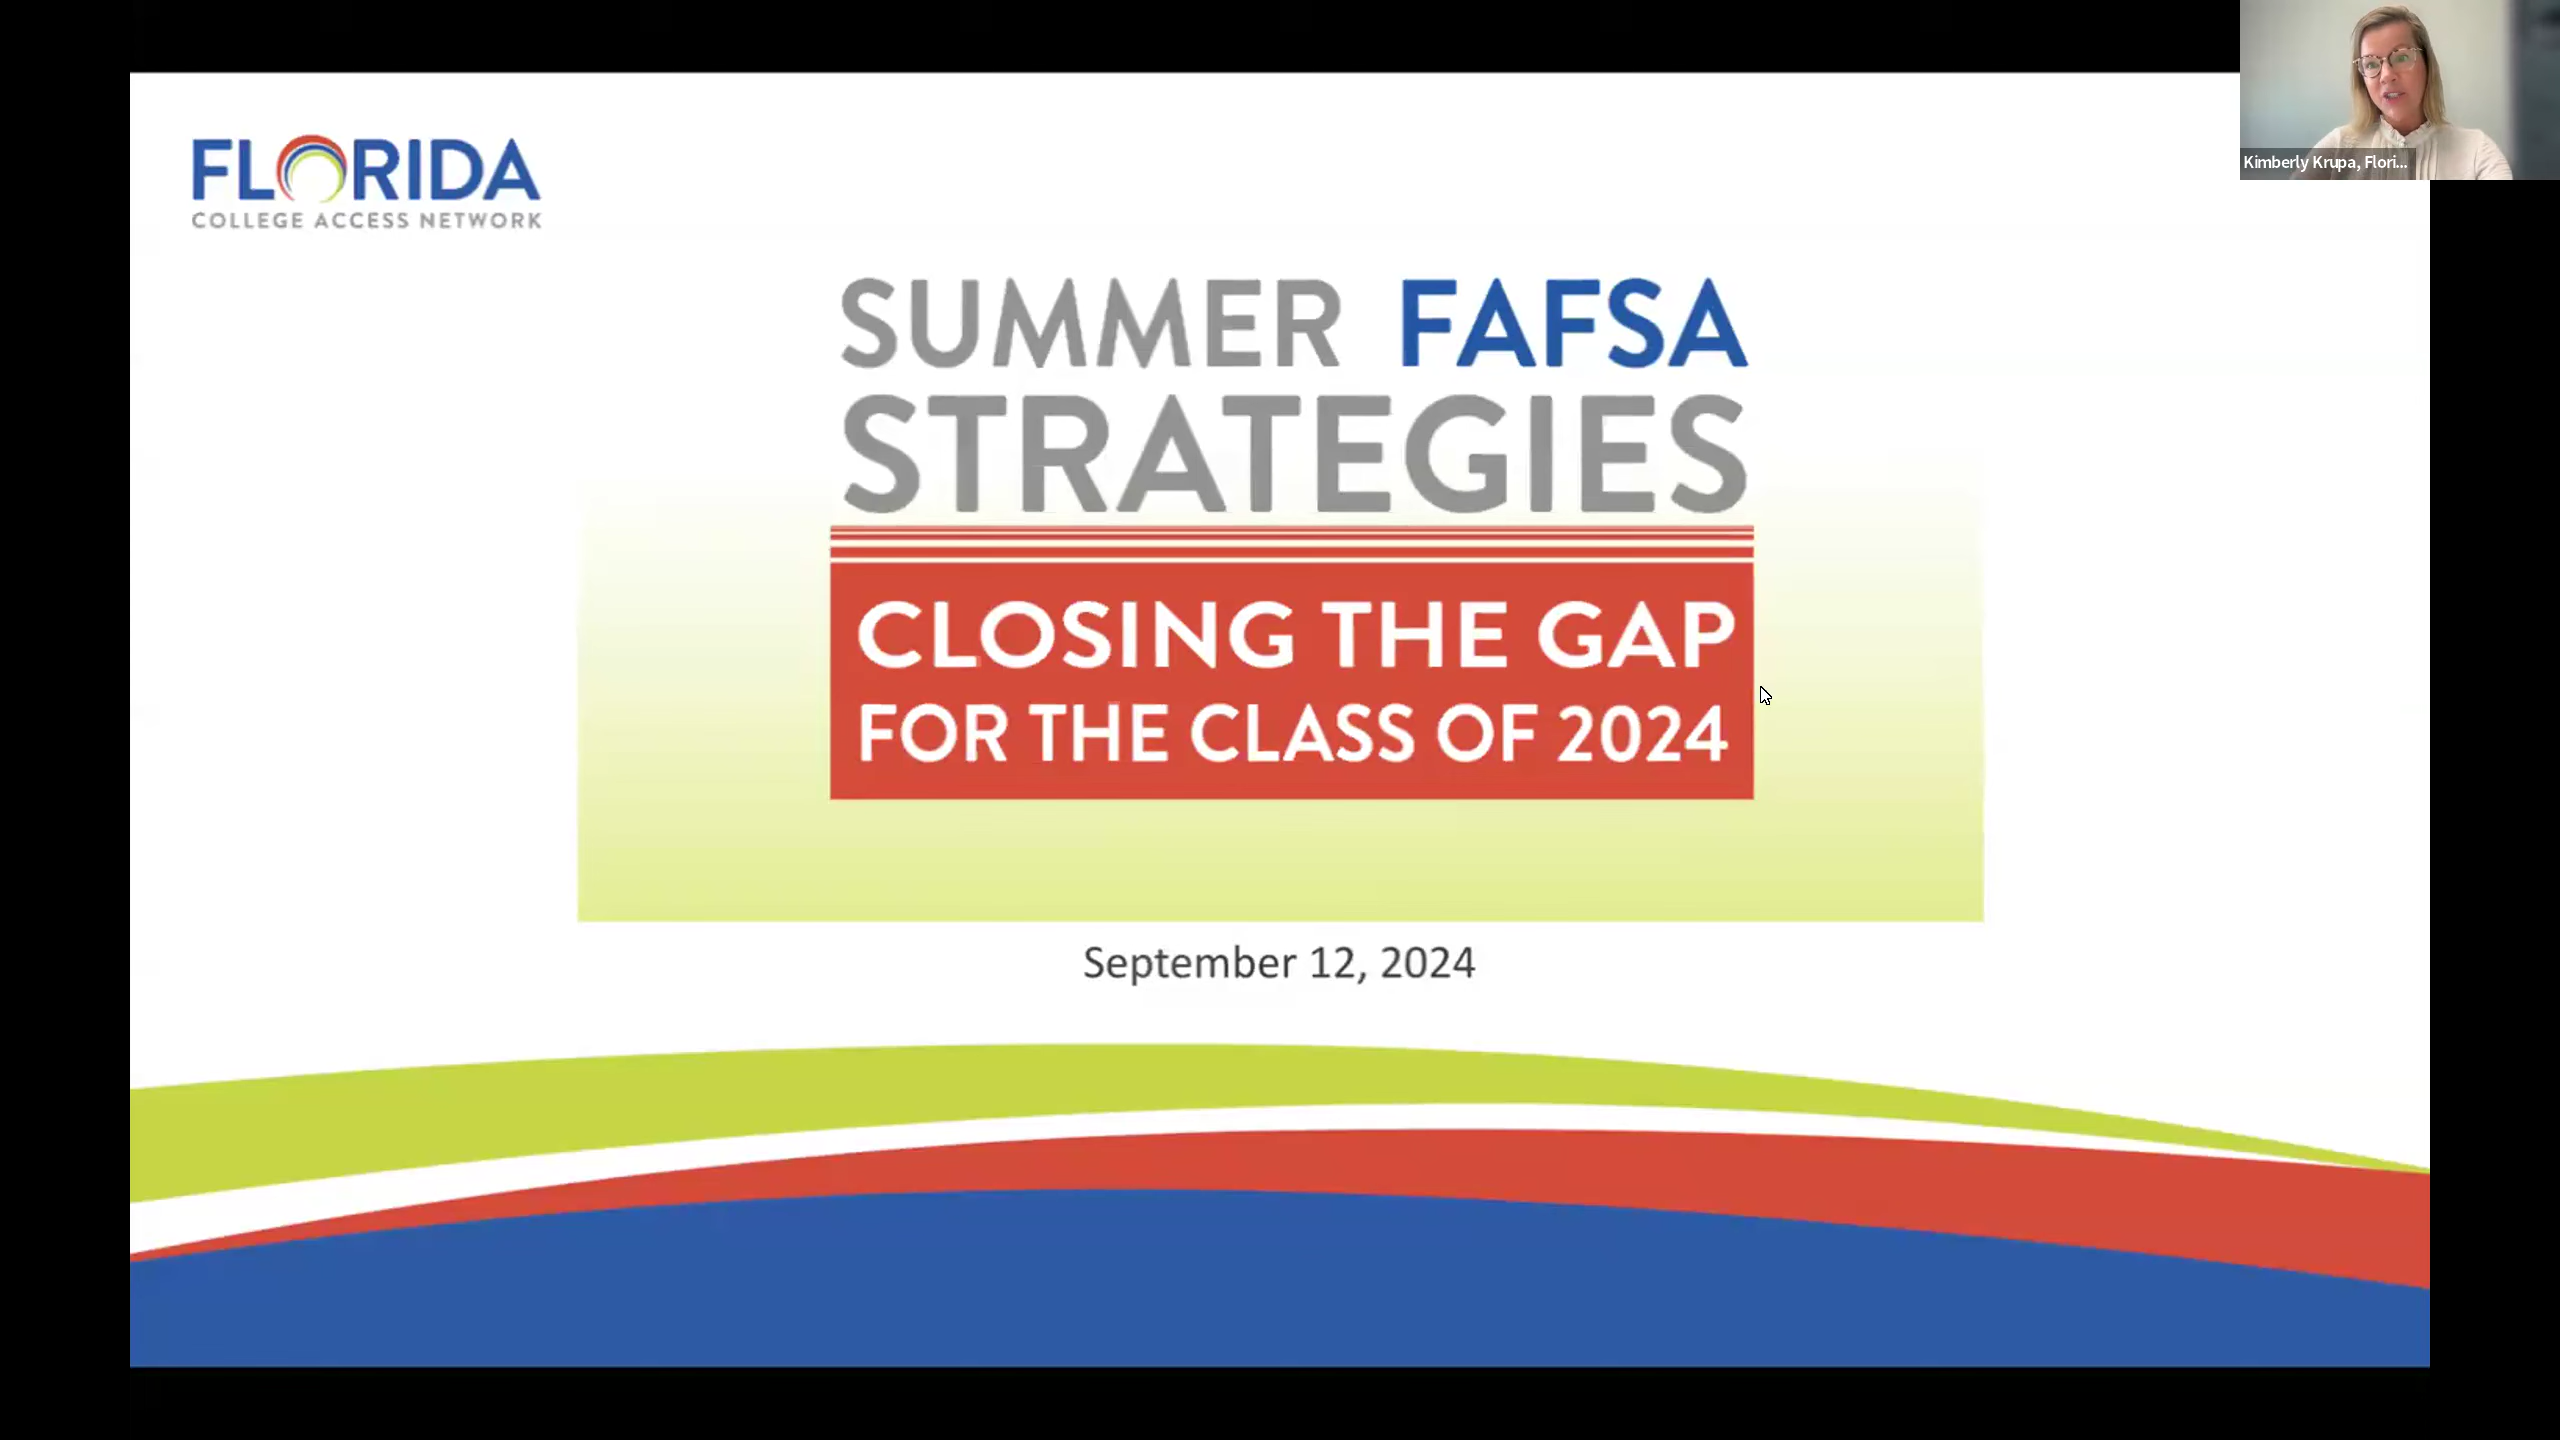 FLORIDA
COLLEGE ACCESS NETWORK
Kimberly Krupa, Flori...
SUMMER FAFSA
STRATEGIES
CLOSING THE GAP
FOR THE CLASS OF 2024
September 12, 2024